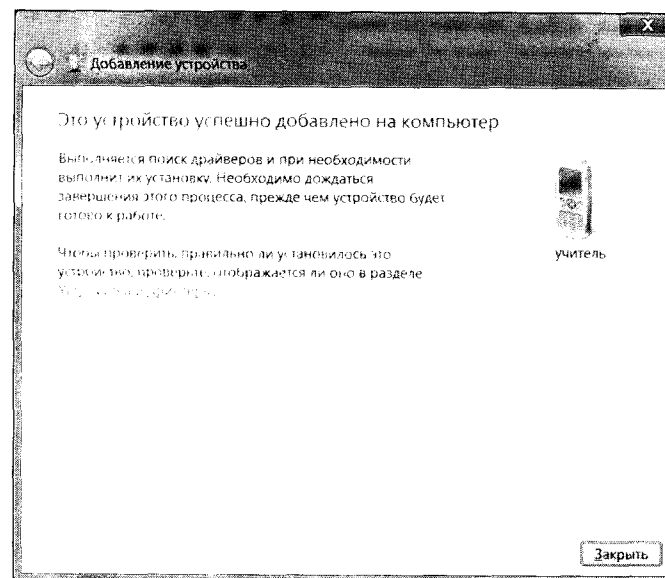 X
Добавление устройства
Это устройство успешно добавлено на компьютер
Выполняется поиск драйверов и при необходимости
выполнит их установку. Необходимо дождаться
завершения этого процесса, прежде чем устройство будет
готово к работе.
учитель
Чтобы проверить, правильно ли установилось это
устройство, проверьте, отображается ли оно в разделе
Закрыть